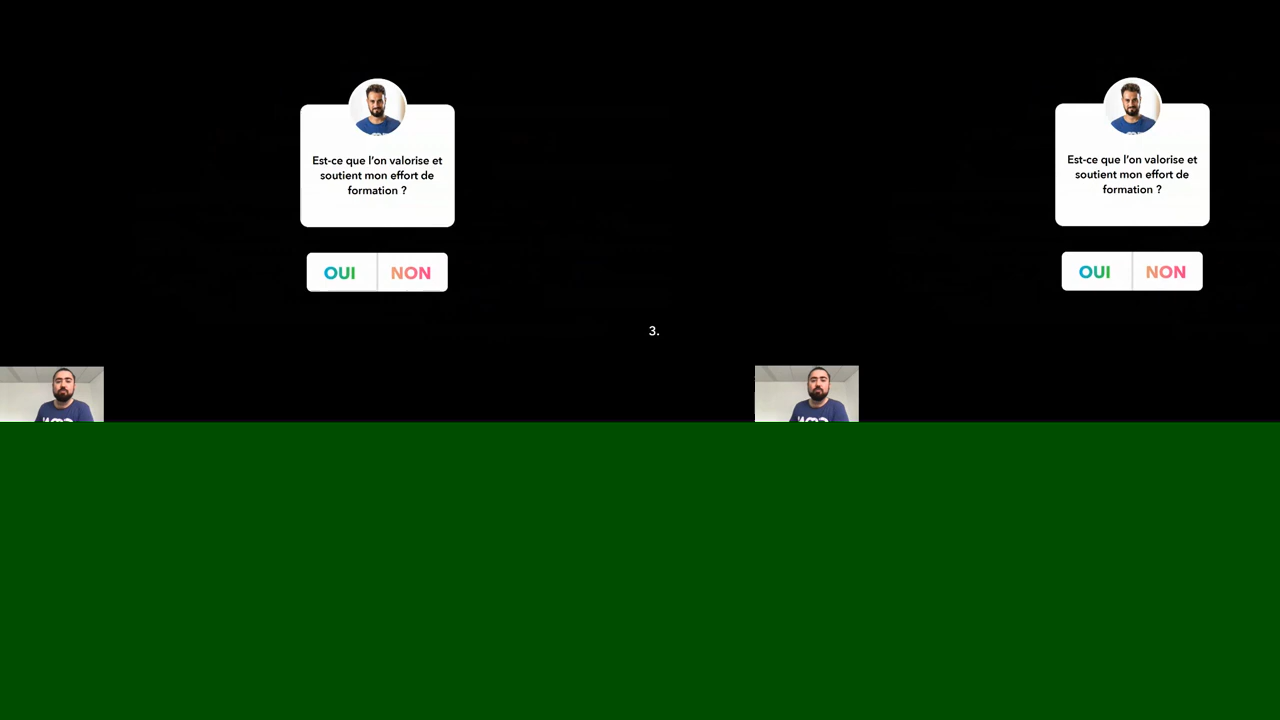 Est-ce que l'on valorise et
soutient mon effort de
formation ?
OUI NON
Est-ce que l'on valorise et
soutient mon effort de
formation ?
OUI NON
3.